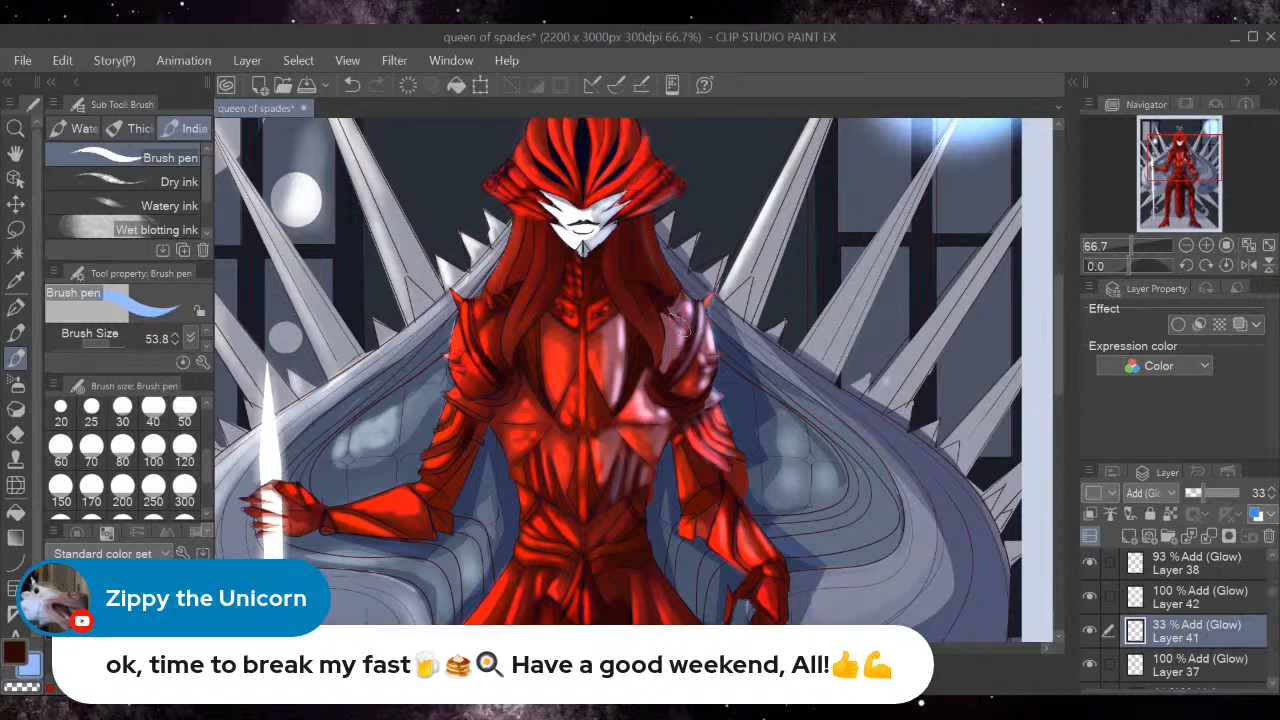 queen of spades* (2200 x 3000px 300dpi 66.7%) - CLIP STUDIO PAINT EX
File Edit Story(P) Animation Layer Select View Filter Window Help
Sub Tool: Brush
Wate Thic India
Brush pen
Dry ink
Watery ink
Wet blotting ink
Tool property: Brush pen
Brush pen
Brush Size 53.8
Brush size: Brush pen
20 25 30 40 50
60 70 80 100 120
150 170 200 250 300
Standard color set
queen of spades*
Navigator
66.7
0.0
Layer Property
Effect
Expression color
Color
Layer
Add (Glo 33
93 % Add (Glow)
Layer 38
100 % Add (Glow)
Layer 42
33 % Add (Glow)
Layer 41
100 % Add (Glow)
Layer 37
Zippy the Unicorn
ok, time to break my fast🍺🥞🍳 Have a good weekend, All!👍💪